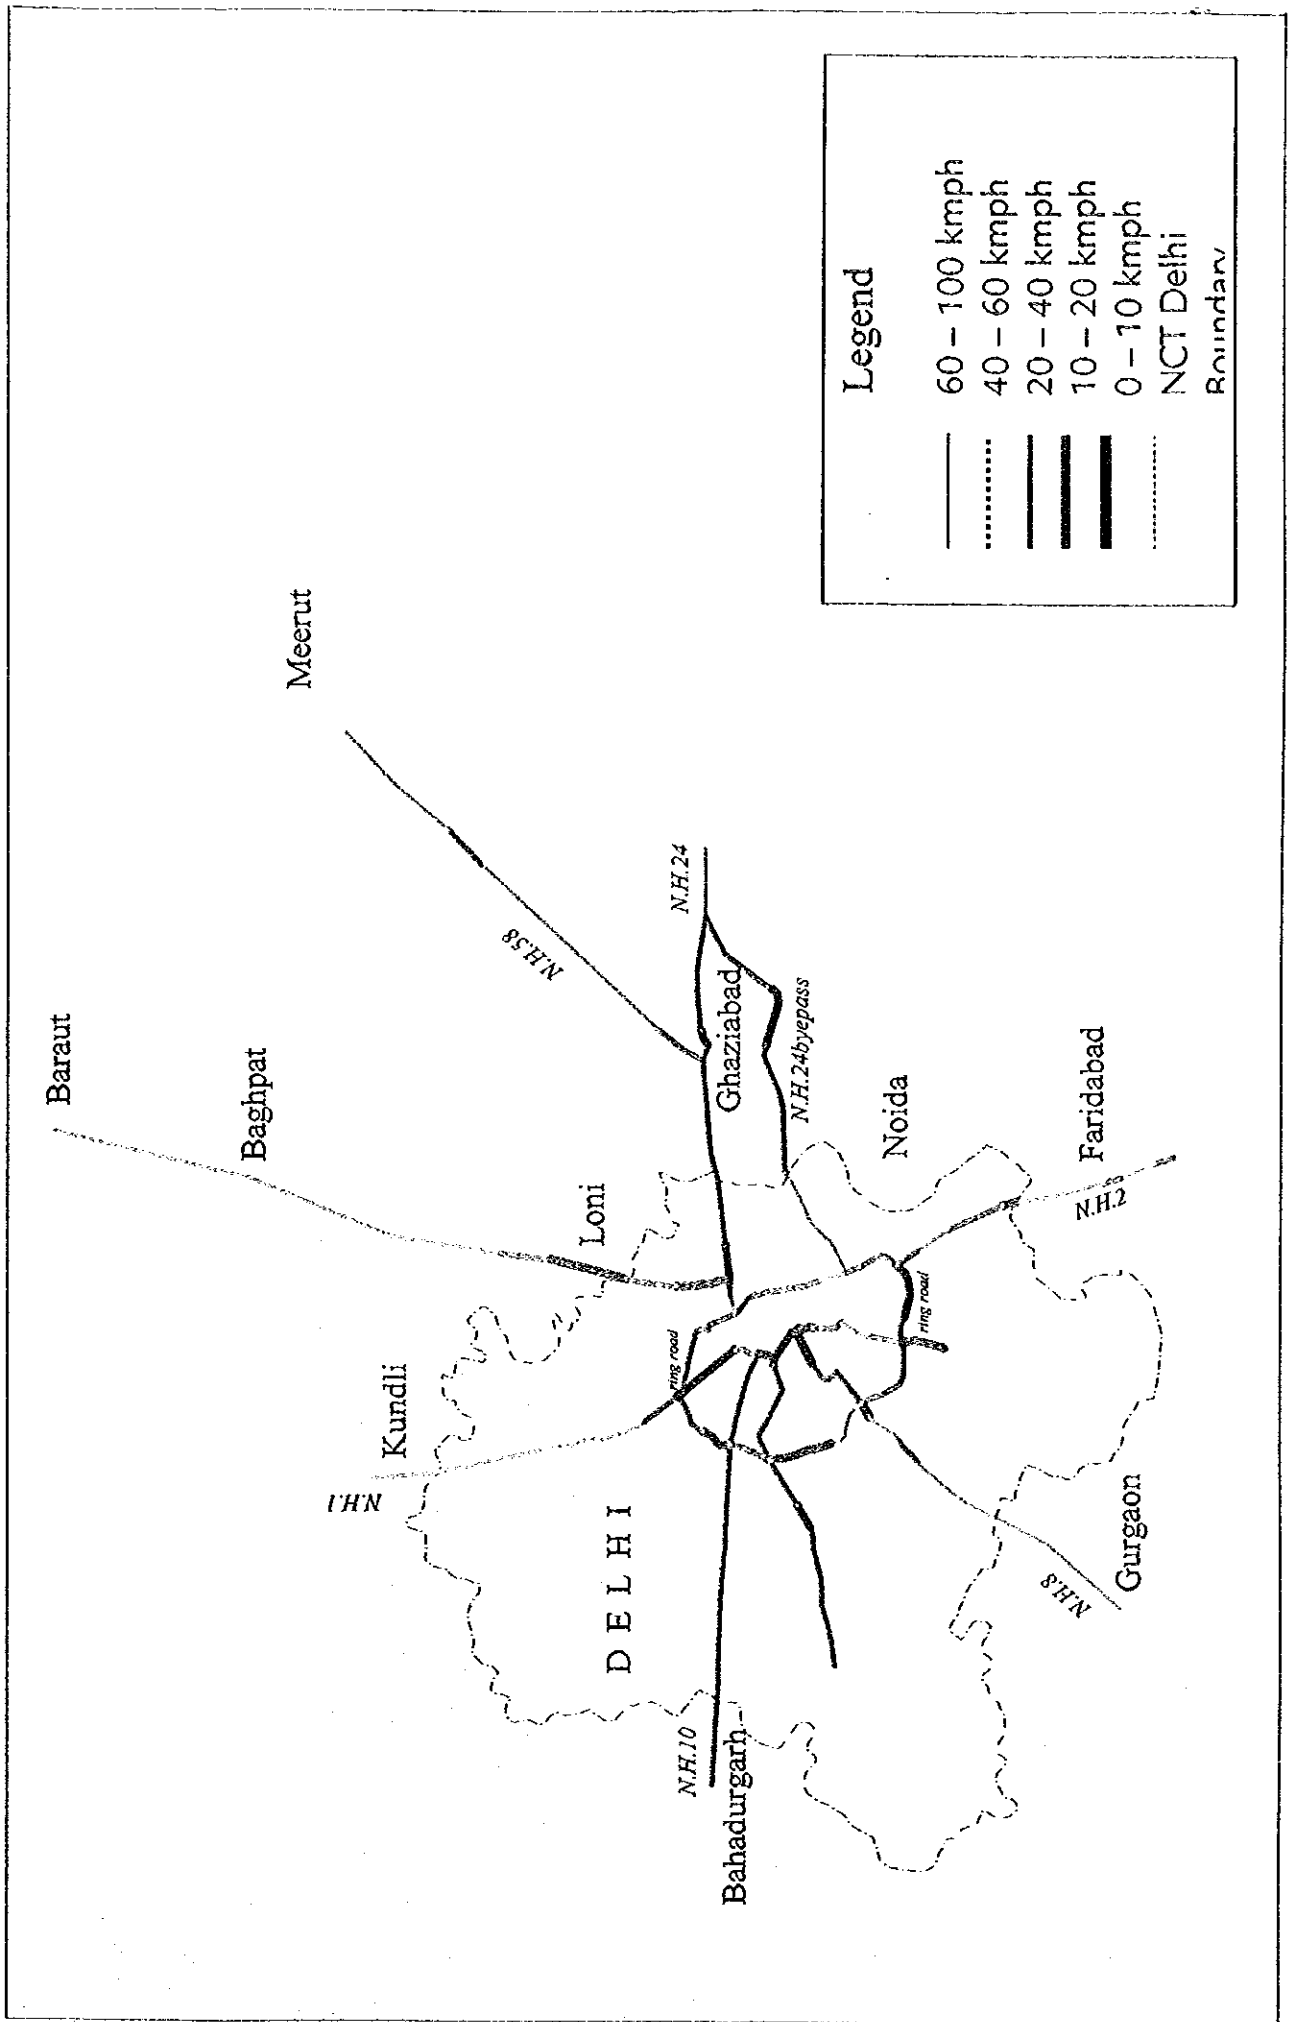 Baraut
Baghpat
Meerut
Loni
Kundli
N.H.1
N.H.58
N.H.24
Ghaziabad
N.H.24byepass
Noida
Faridabad
N.H.2
DELHI
ring road
ring road
N.H.10
Bahadurgarh
N.H.8
Gurgaon
Legend
60 – 100 kmph
40 – 60 kmph
20 – 40 kmph
10 – 20 kmph
0 – 10 kmph
NCT Delhi
Boundary